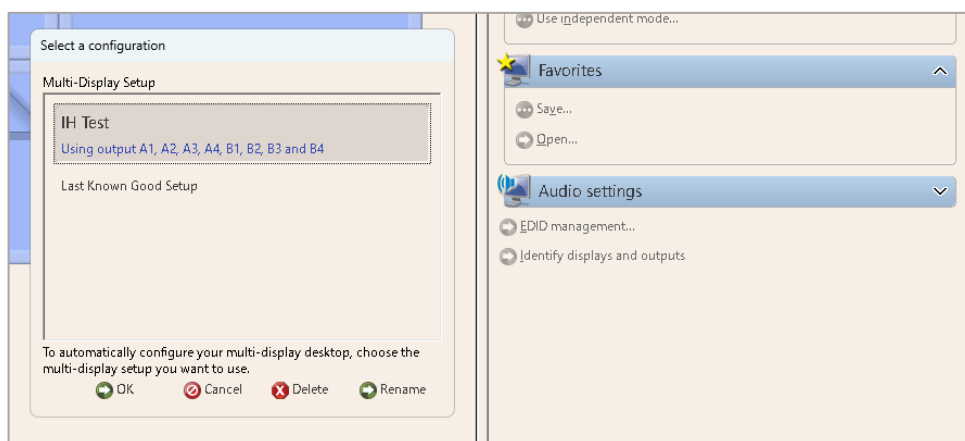 Select a configuration
Multi-Display Setup
IH Test
Using output A1, A2, A3, A4, B1, B2, B3 and B4
Last Known Good Setup
To automatically configure your multi-display desktop, choose the
multi-display setup you want to use.
OK Cancel Delete Rename
Use independent mode...
Favorites
Save...
Open...
Audio settings
EDID management...
Identify displays and outputs